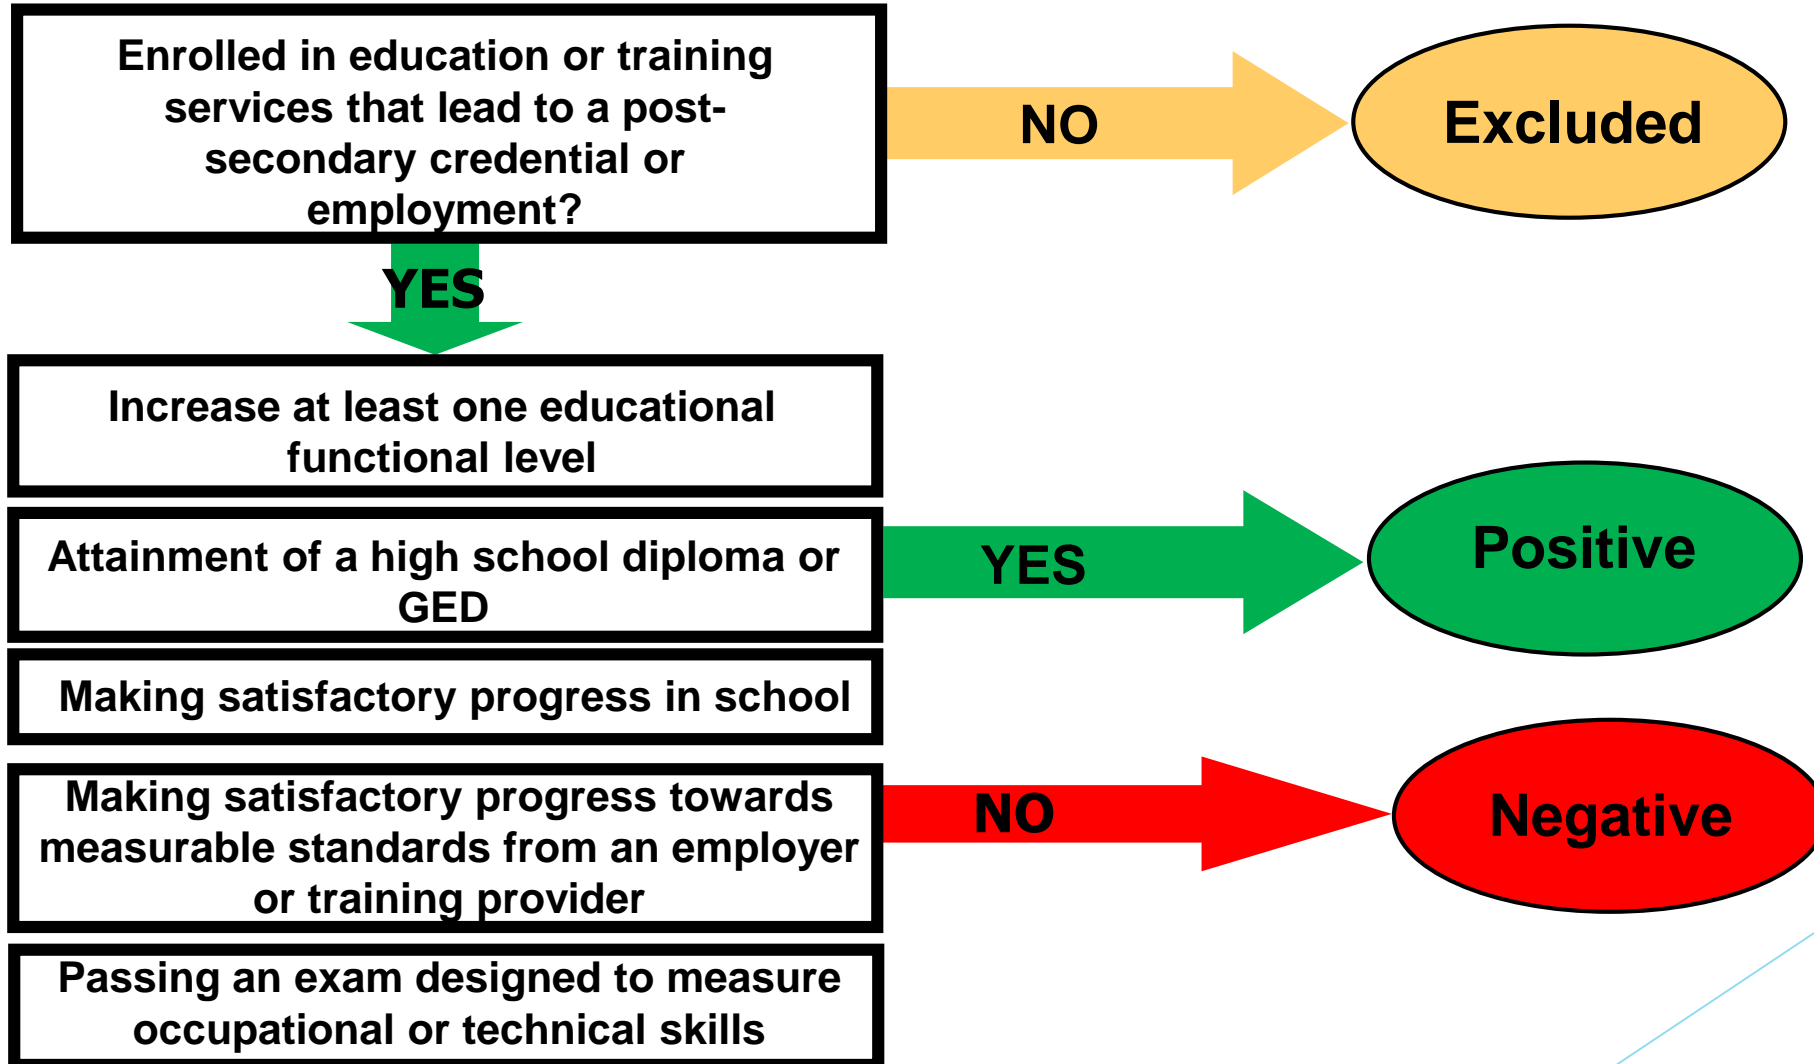 Enrolled in education or training
services that lead to a post-
secondary credential or
employment?
NO
Excluded
YES
Increase at least one educational
functional level
Attainment of a high school diploma or
GED
YES
Positive
Making satisfactory progress in school
Making satisfactory progress towards
measurable standards from an employer
or training provider
NO
Negative
Passing an exam designed to measure
occupational or technical skills